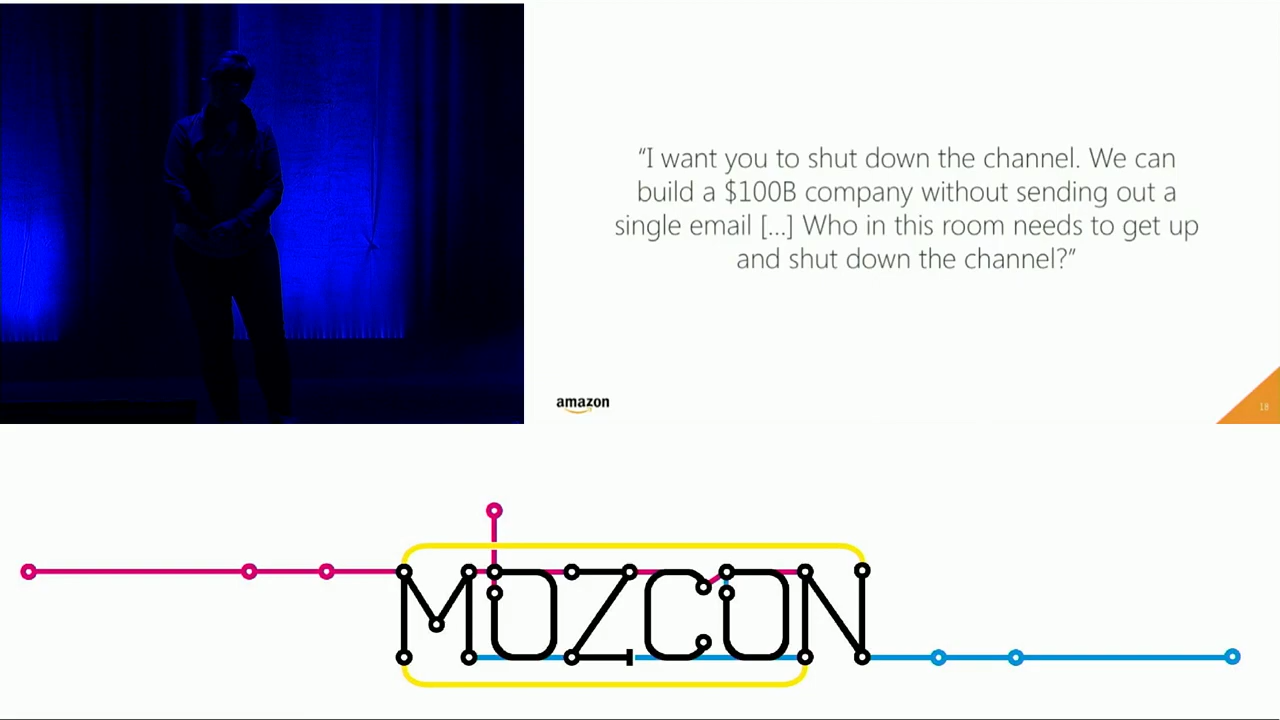 “I want you to shut down the channel. We can
build a $100B company without sending out a
single email [...] Who in this room needs to get up
and shut down the channel?”
amazon
18
MOZCON